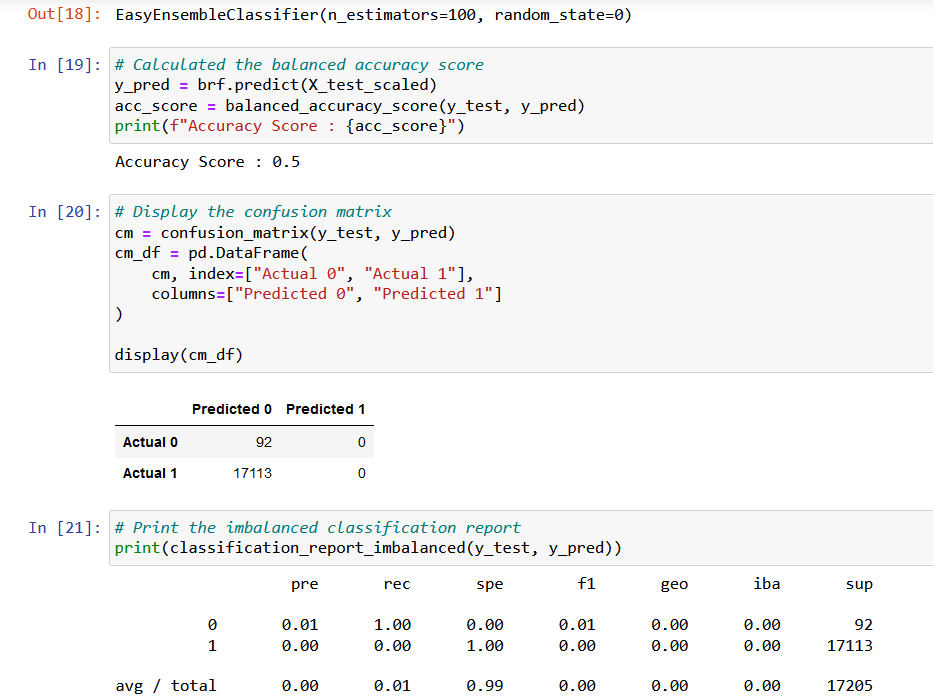 Out[18]: EasyEnsembleClassifier(n_estimators=100, random_state=0)
In [19]: # Calculated the balanced accuracy score
y_pred = brf.predict(X_test_scaled)
acc_score = balanced_accuracy_score(y_test, y_pred)
print(f"Accuracy Score : {acc_score}")
Accuracy Score : 0.5
In [20]: # Display the confusion matrix
cm = confusion_matrix(y_test, y_pred)
cm_df = pd.DataFrame(
    cm, index=["Actual 0", "Actual 1"],
    columns=["Predicted 0", "Predicted 1"]
)
display(cm_df)
Predicted 0 Predicted 1
Actual 0 92 0
Actual 1 17113 0
In [21]: # Print the imbalanced classification report
print(classification_report_imbalanced(y_test, y_pred))
pre rec spe f1 geo iba sup
0 0.01 1.00 0.00 0.01 0.00 0.00 92
1 0.00 0.00 1.00 0.00 0.00 0.00 17113
avg / total 0.00 0.01 0.99 0.00 0.00 0.00 17205